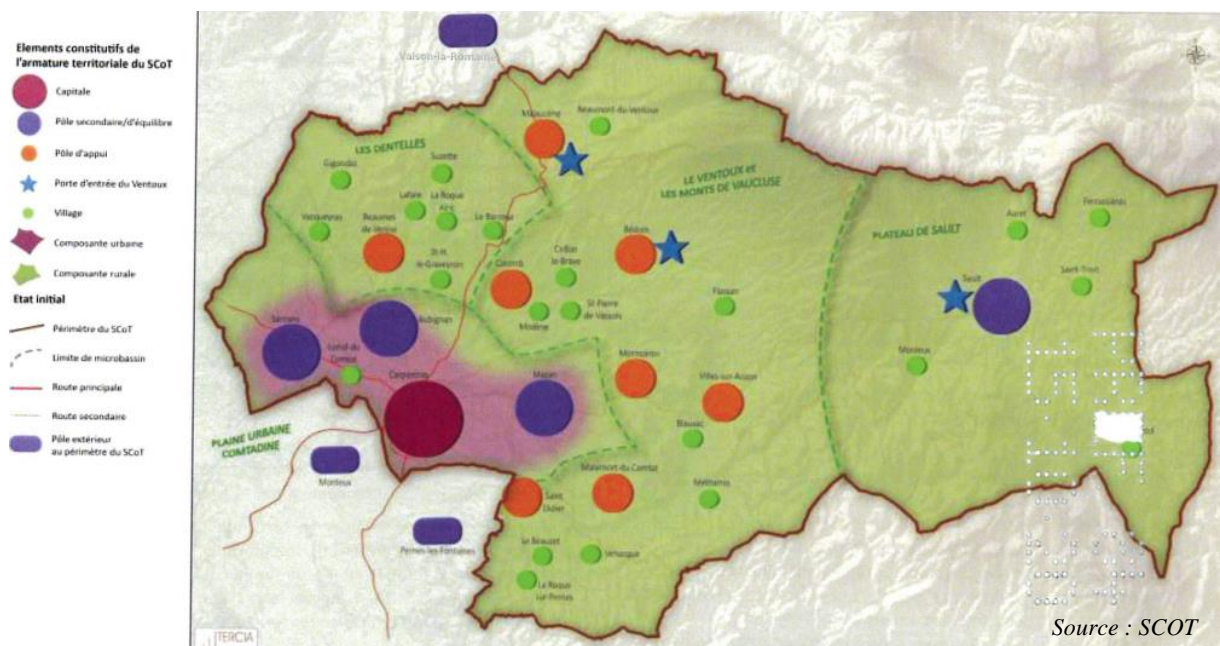 Elements constitutifs de
l'armature territoriale du SCoT
Capitale
Pôle secondaire/d'équilibre
Pôle d'appui
Porte d'entrée du Ventoux
Village
Composante urbaine
Composante rurale
Etat initial
Périmètre du SCoT
Limite de microbassin
Route principale
Route secondaire
Pôle extérieur
au périmètre du SCoT
Vaison-la-Romaine
Malaucène
Beaumont-du-Ventoux
LES DENTELLES
Gigondas
Suzette
Lafare
La Roque
Alric
Le Barroux
Vacqueyras
Beaumes
de Venise
St-H.
le-Graveyron
LE VENTOUX et
LES MONTS DE VAUCLUSE
Bédoin
Crillon
le-Brave
Caromb
Modène
St-Pierre
de Vassols
Flassan
PLATEAU DE SAULT
Aurel
Ferrassières
Saint-Trinit
Sault
Monieux
Sarrians
Aubignan
Loriol du
Comtat
Carpentras
Mazan
Mormoiron
Villes-sur-Auzon
Blauvac
PLAINE URBAINE
COMTADINE
Monteux
Malemort-du-Comtat
Méthamis
Saint
Didier
Pernes-les-Fontaines
Le Beaucet
Venasque
La Roque
sur-Pernes
TERCIA
Source : SCOT